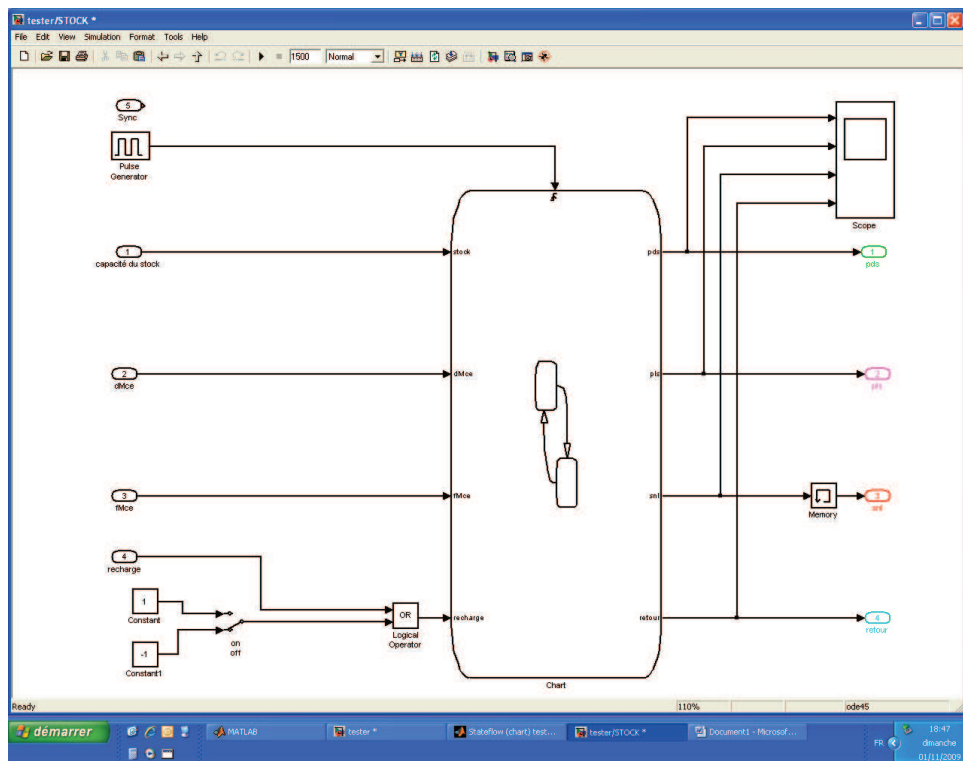 tester/STOCK *
File Edit View Simulation Format Tools Help
1500 Normal
5
Sync
Pulse
Generator
Scope
1
capacité du stock
stock
pds
1
pds
2
dMce
dMce
pls
2
pls
3
fMce
fMce
snl
Memory
3
snl
4
recharge
1
Constant
-1
Constant1
on
off
OR
Logical
Operator
recharge
retour
4
retour
Chart
Ready 110% ode45
démarrer
MATLAB
tester *
Stateflow (chart) test...
tester/STOCK *
Document1 - Microsof...
FR
18:47
dimanche
01/11/2009